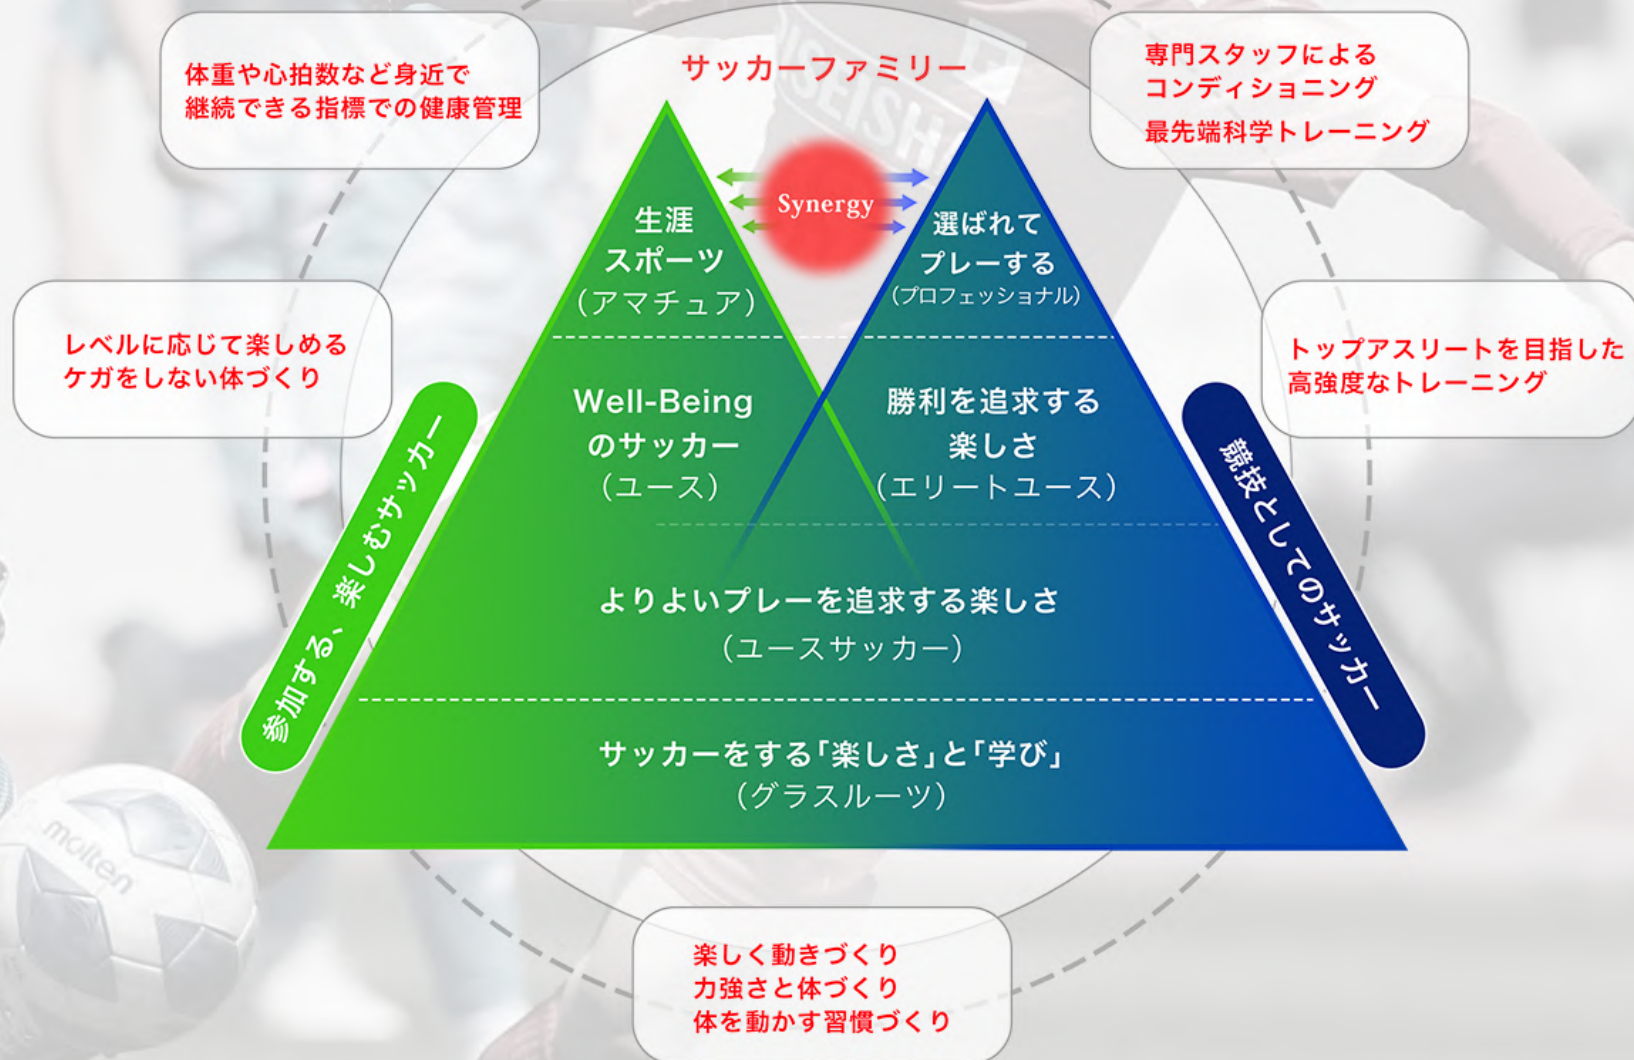 サッカーファミリー
体重や心拍数など身近で
継続できる指標での健康管理
専門スタッフによる
コンディショニング
最先端科学トレーニング
Synergy
生涯
スポーツ
（アマチュア）
選ばれて
プレーする
（プロフェッショナル）
レベルに応じて楽しめる
ケガをしない体づくり
トップアスリートを目指した
高強度なトレーニング
参加する、楽しむサッカー
Well-Being
のサッカー
（ユース）
勝利を追求する
楽しさ
（エリートユース）
競技としてのサッカー
よりよいプレーを追求する楽しさ
（ユースサッカー）
サッカーをする「楽しさ」と「学び」
（グラスルーツ）
molten
楽しく動きづくり
力強さと体づくり
体を動かす習慣づくり